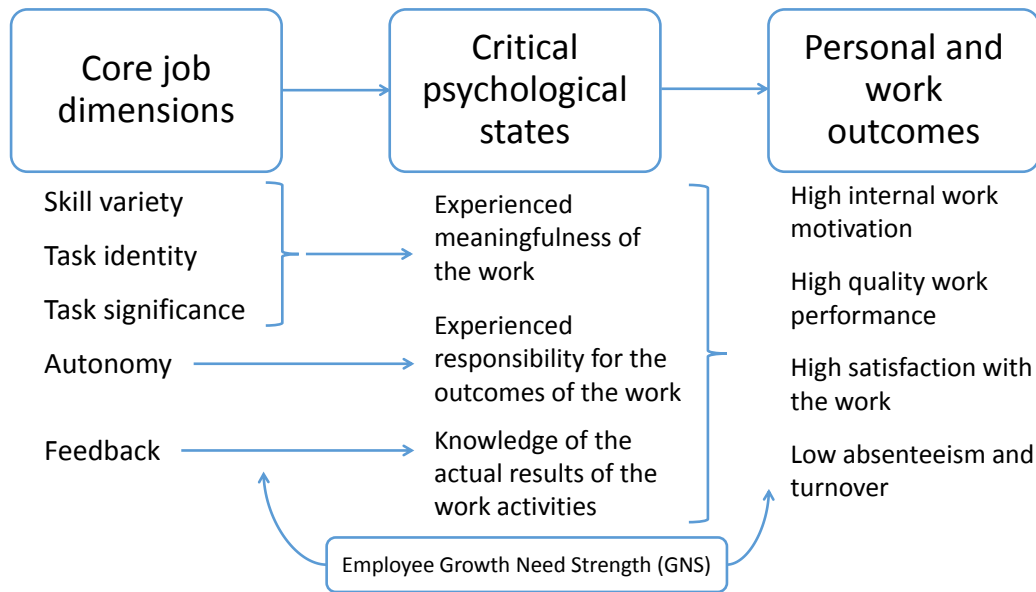 Core job
dimensions
Critical
psychological
states
Personal and
work
outcomes
Skill variety
Task identity
Task significance
Autonomy
Feedback
Experienced
meaningfulness of
the work
Experienced
responsibility for the
outcomes of the work
Knowledge of the
actual results of the
work activities
High internal work
motivation
High quality work
performance
High satisfaction with
the work
Low absenteeism and
turnover
Employee Growth Need Strength (GNS)